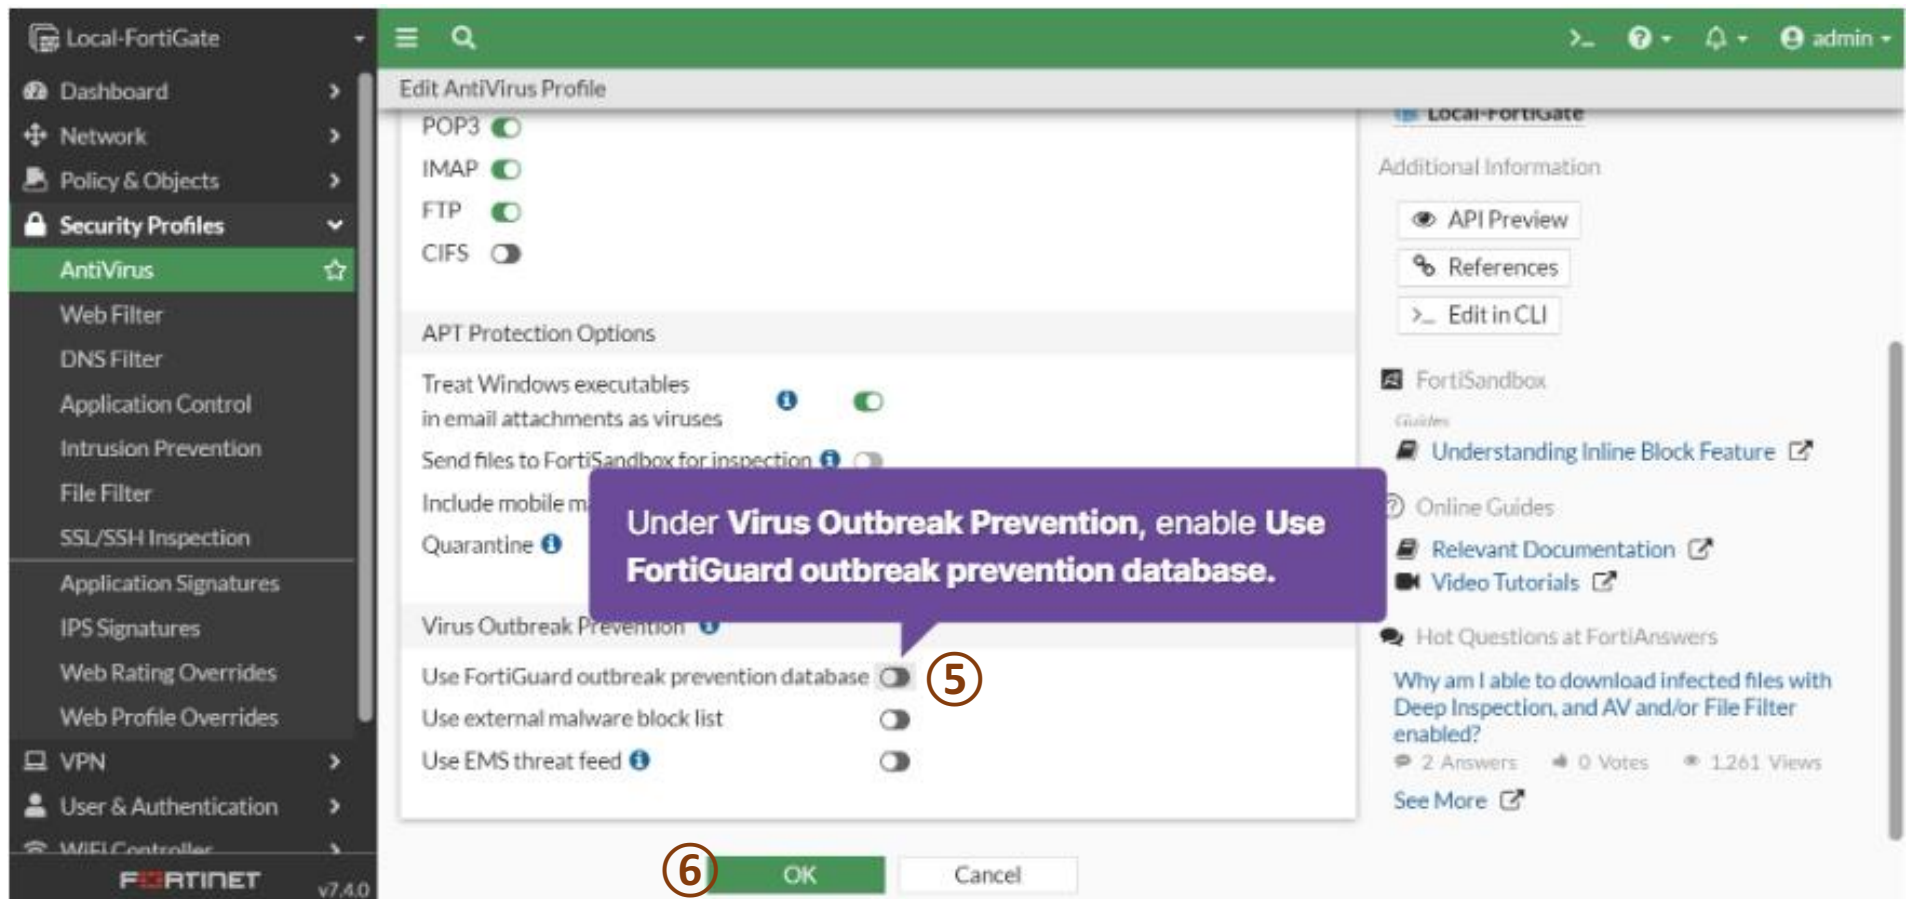 Local-FortiGate
admin
Dashboard
Network
Policy & Objects
Security Profiles
AntiVirus
Web Filter
DNS Filter
Application Control
Intrusion Prevention
File Filter
SSL/SSH Inspection
Application Signatures
IPS Signatures
Web Rating Overrides
Web Profile Overrides
VPN
User & Authentication
WiFi Controller
FORTINET
v7.4.0
Edit AntiVirus Profile
POP3
IMAP
FTP
CIFS
APT Protection Options
Treat Windows executables
in email attachments as viruses
Send files to FortiSandbox for inspection
Include mobile
Quarantine
Under Virus Outbreak Prevention, enable Use
FortiGuard outbreak prevention database.
Virus Outbreak Prevention
Use FortiGuard outbreak prevention database
⑤
Use external malware block list
Use EMS threat feed
⑥
OK
Cancel
Local-FortiGate
Additional Information
API Preview
References
>_ Edit in CLI
FortiSandbox
Guides
Understanding Inline Block Feature
Online Guides
Relevant Documentation
Video Tutorials
Hot Questions at FortiAnswers
Why am I able to download infected files with
Deep Inspection, and AV and/or File Filter
enabled?
2 Answers 0 Votes 1,261 Views
See More